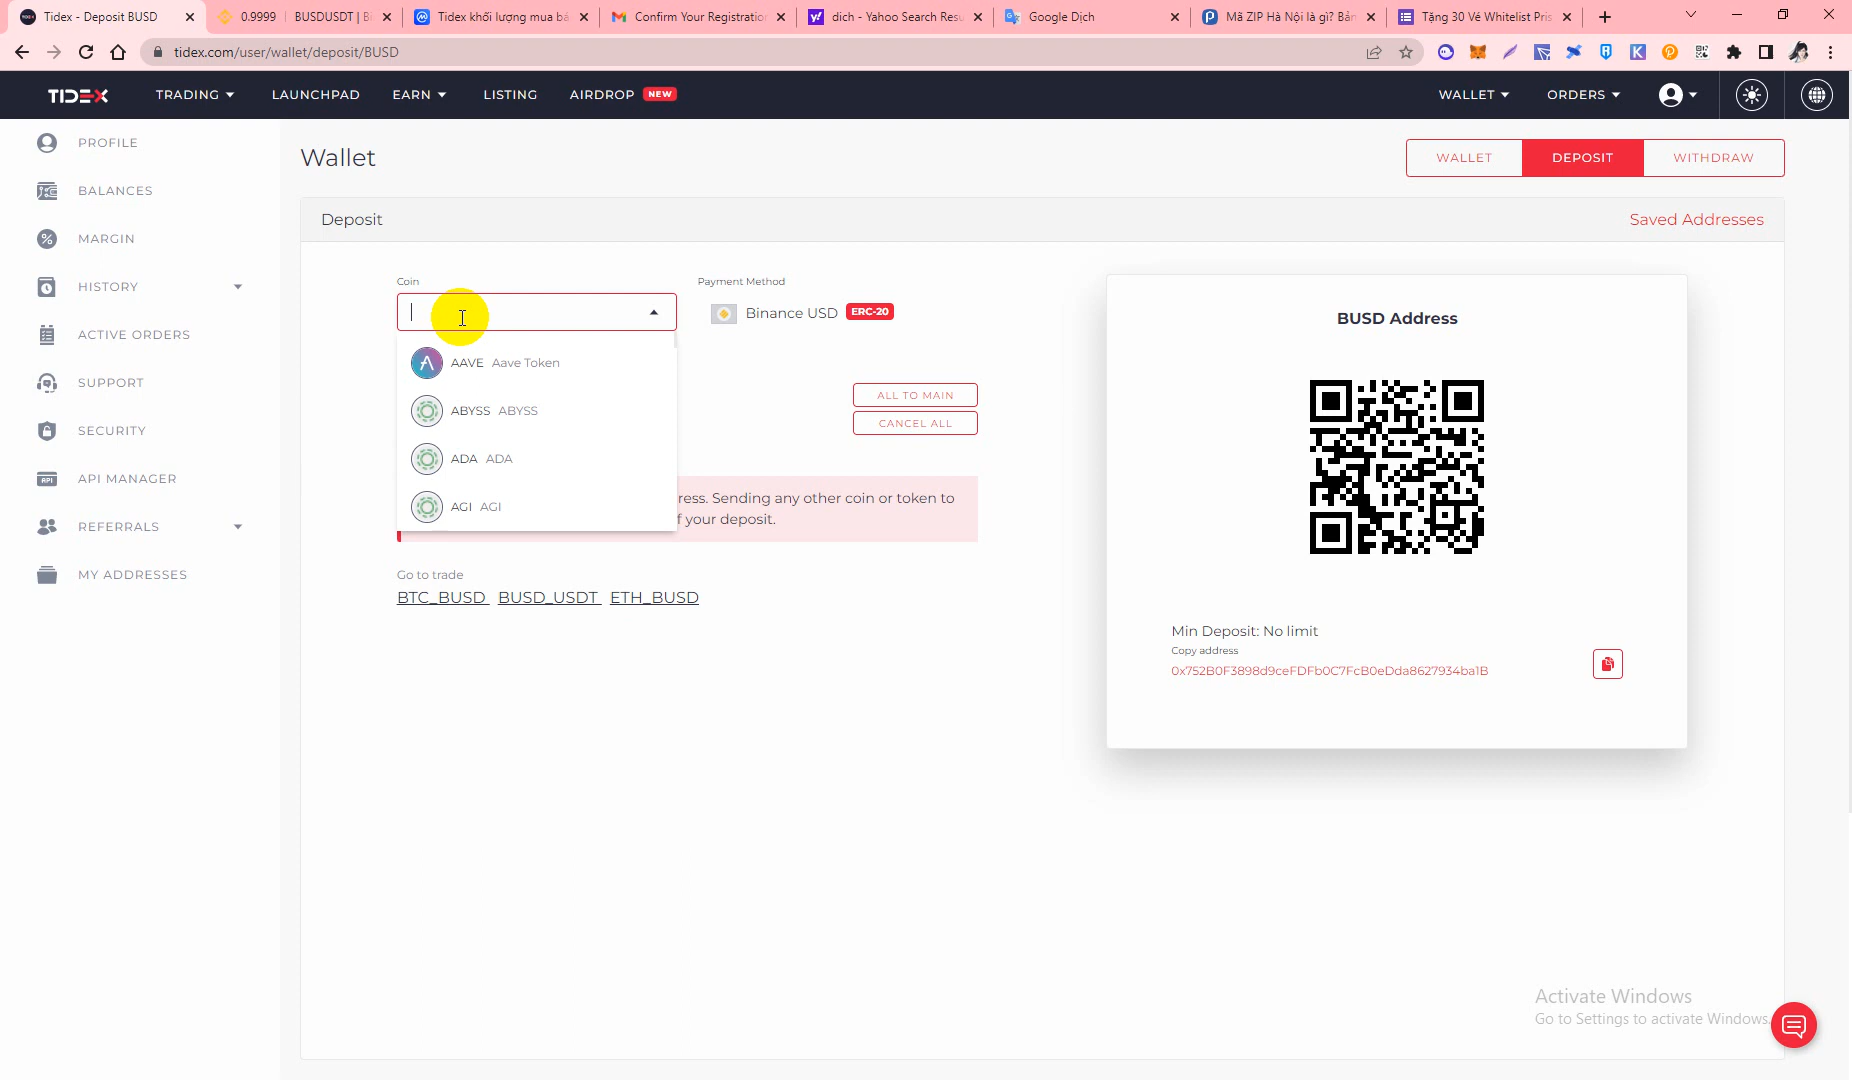 Tidex - Deposit BUSD
0.9999 | BUSDUSDT | Bi
Tidex khối lượng mua bá
Confirm Your Registration
dich - Yahoo Search Resu
Google Dịch
Mã ZIP Hà Nội là gì? Bản
Tặng 30 Vé Whitelist Pris
tidex.com/user/wallet/deposit/BUSD
TIDEX
TRADING
LAUNCHPAD
EARN
LISTING
AIRDROP NEW
WALLET
ORDERS
PROFILE
BALANCES
MARGIN
HISTORY
ACTIVE ORDERS
SUPPORT
SECURITY
API MANAGER
REFERRALS
MY ADDRESSES
Wallet
WALLET
DEPOSIT
WITHDRAW
Deposit
Saved Addresses
Coin
Payment Method
Binance USD ERC-20
AAVE Aave Token
ABYSS ABYSS
ADA ADA
AGI AGI
ALL TO MAIN
CANCEL ALL
ress. Sending any other coin or token to
f your deposit.
Go to trade
BTC_BUSD BUSD_USDT ETH_BUSD
BUSD Address
Min Deposit: No limit
Copy address
0x752B0F3898d9ceFDFb0C7FcB0eDda8627934ba1B
Activate Windows
Go to Settings to activate Windows.